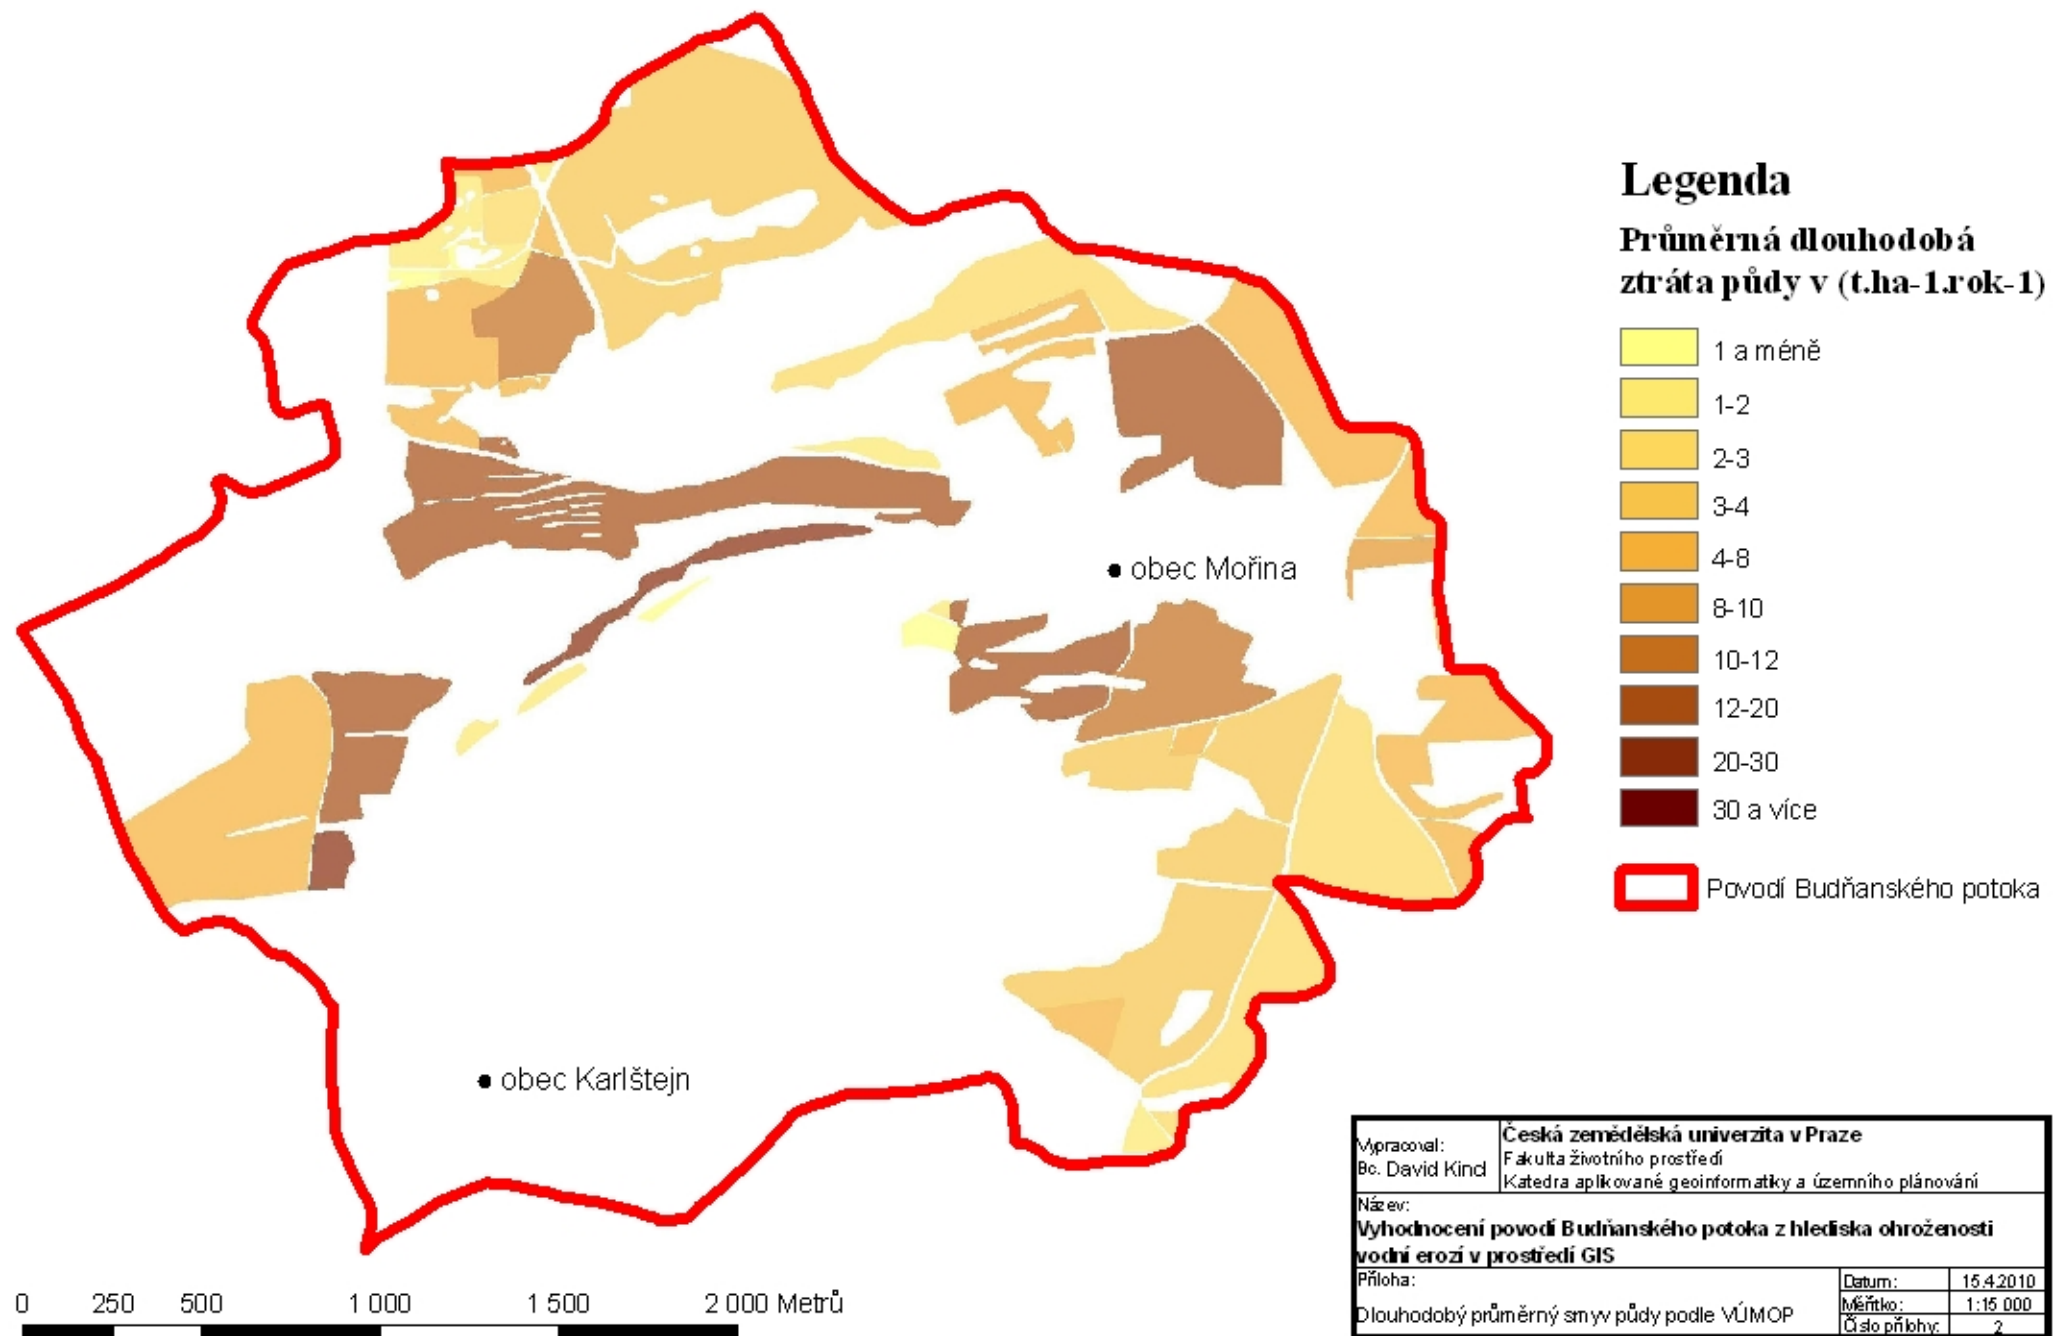 Legenda
Průměrná dlouhodobá
ztráta půdy v (t.ha-1.rok-1)
1 a méně
1-2
2-3
3-4
4-8
8-10
10-12
12-20
20-30
30 a více
Povodí Budňanského potoka
obec Mořina
obec Karlštejn
0 250 500 1 000 1 500 2 000 Metrů
Vypracoval:
Bc. David Kincl
Česká zemědělská univerzita v Praze
Fakulta životního prostředí
Katedra aplikované geoinformatiky a územního plánování
Název:
Vyhodnocení povodí Budňanského potoka z hlediska ohroženosti
vodní erozí v prostředí GIS
Příloha:
Dlouhodobý průměrný smyv půdy podle VÚMOP
Datum: 15.4.2010
Měřítko: 1:15 000
Číslo přílohy: 2